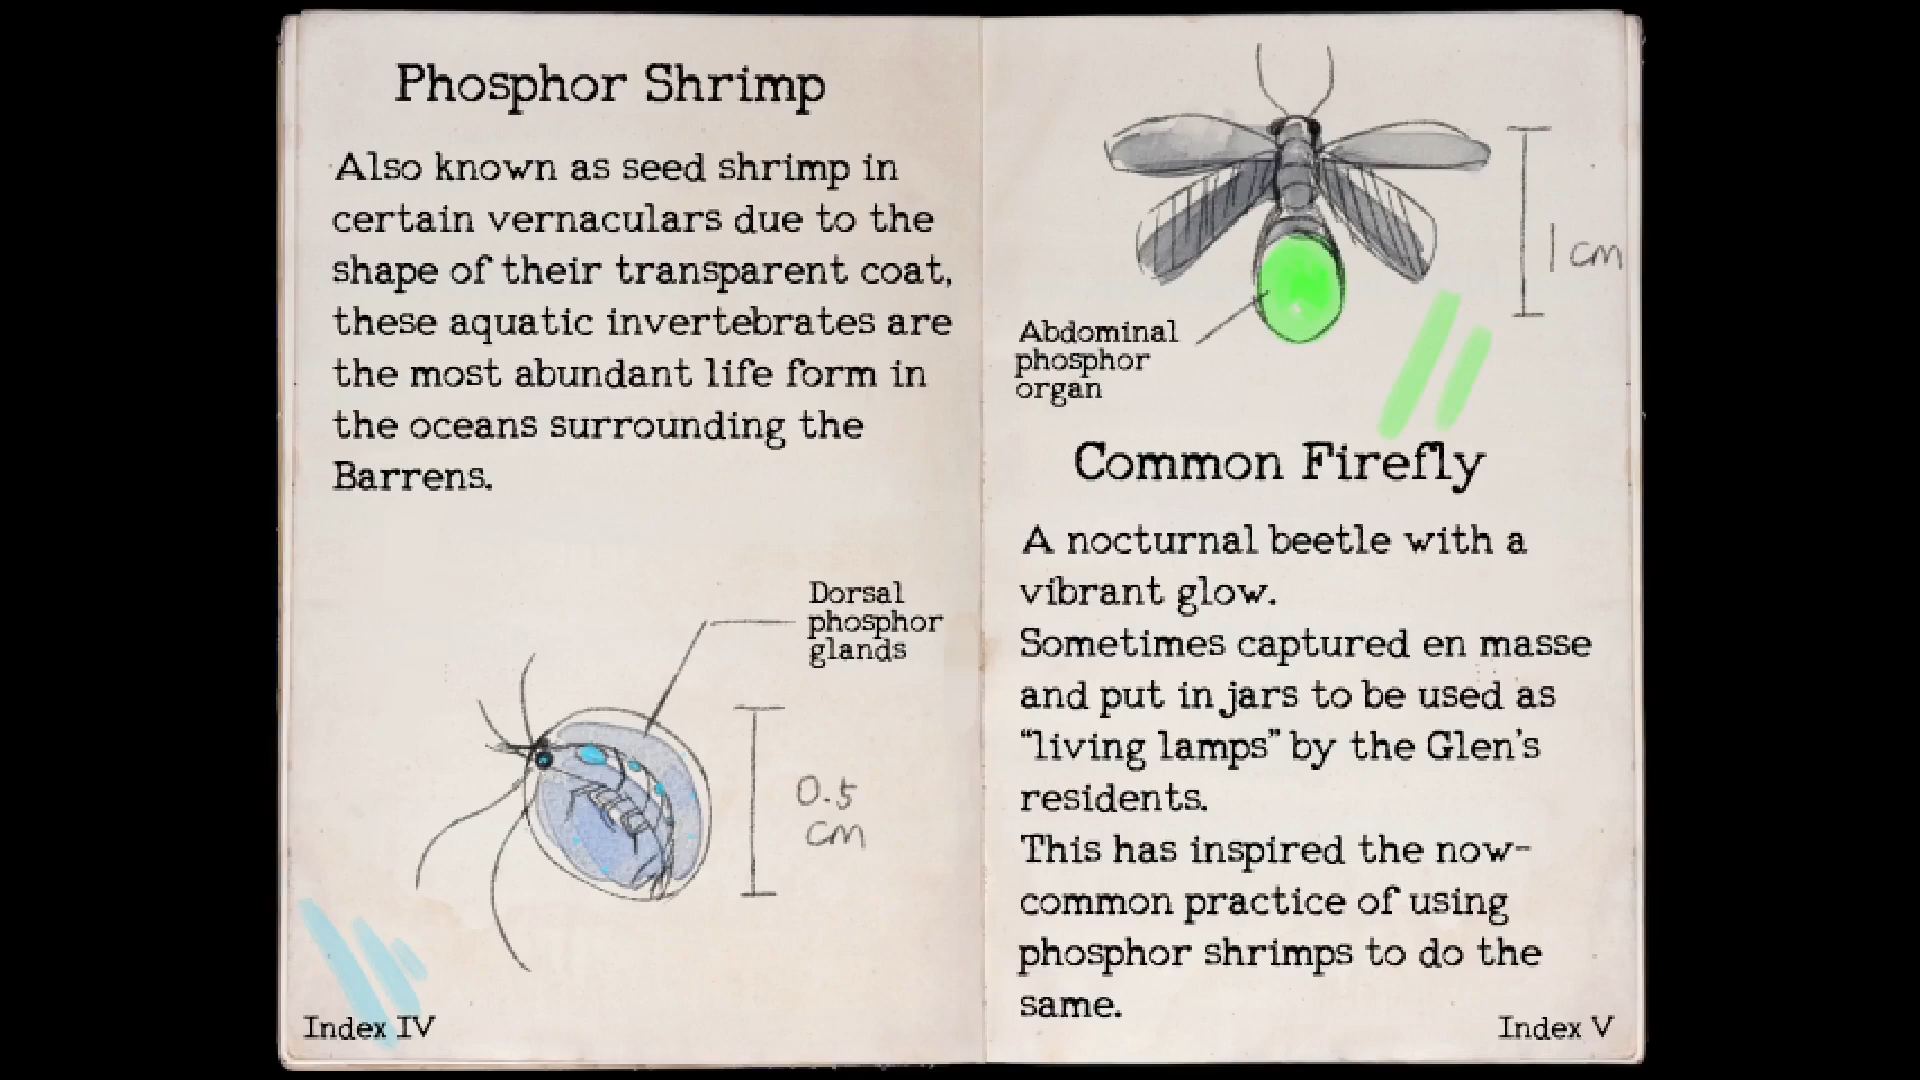 Phosphor Shrimp
Also known as seed shrimp in
certain vernaculars due to the
shape of their transparent coat,
these aquatic invertebrates are
the most abundant life form in
the oceans surrounding the
Barrens.
Dorsal
phosphor
glands
0.5
cm
Index IV
1 cm
Abdominal
phosphor
organ
Common Firefly
A nocturnal beetle with a
vibrant glow.
Sometimes captured en masse
and put in jars to be used as
“living lamps” by the Glen's
residents.
This has inspired the now-
common practice of using
phosphor shrimps to do the
same.
Index V